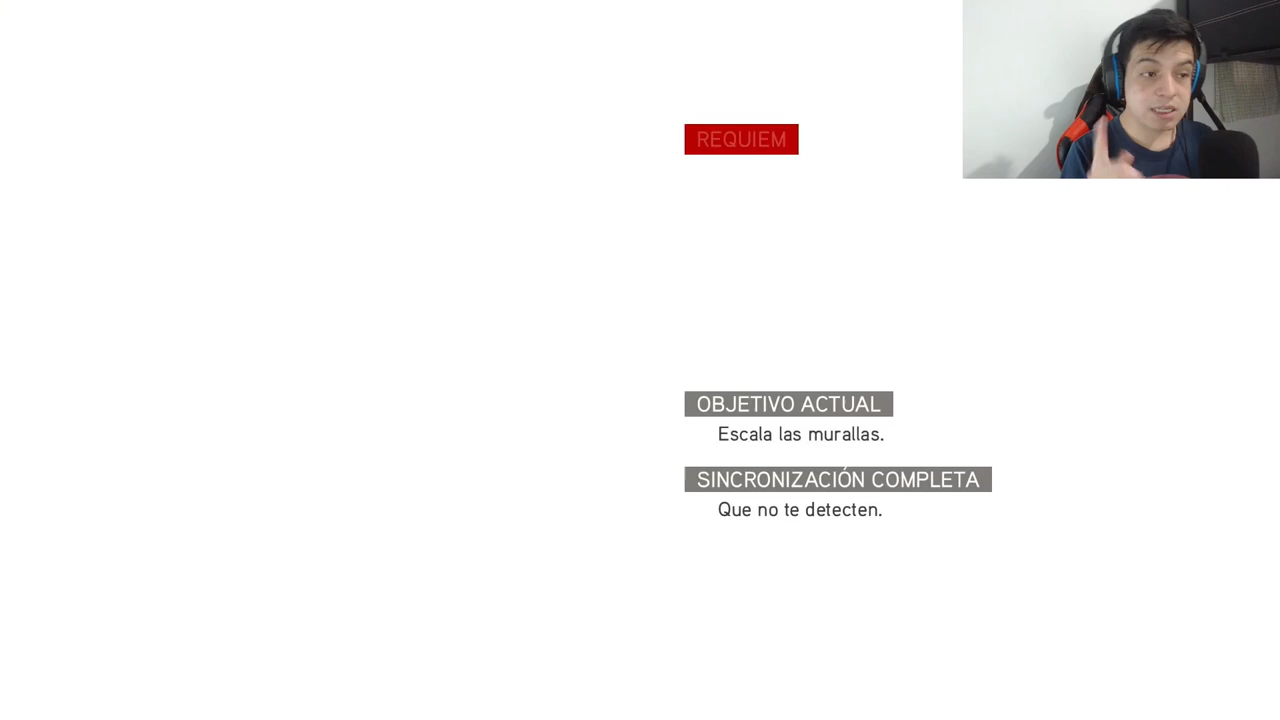 REQUIEM
OBJETIVO ACTUAL
Escala las murallas.
SINCRONIZACIÓN COMPLETA
Que no te detecten.